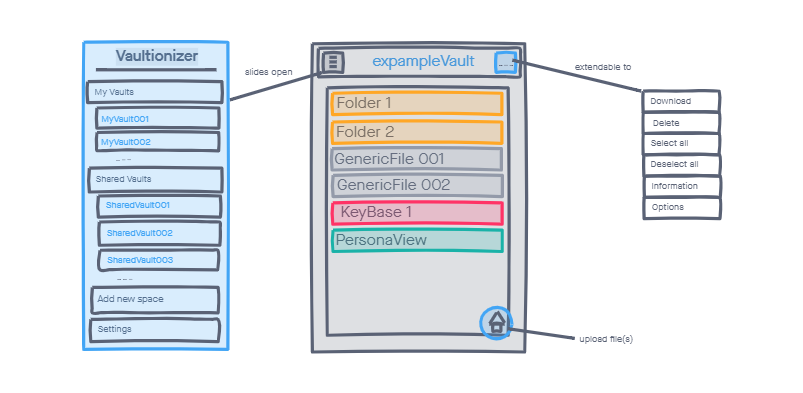 Vaultionizer
My Vaults
MyVault001
MyVault002
---
Shared Vaults
SharedVault001
SharedVault002
SharedVault003
---
Add new space
Settings
slides open
expampleVault
...
Folder 1
Folder 2
GenericFile 001
GenericFile 002
KeyBase 1
PersonaView
upload file(s)
extendable to
Download
Delete
Select all
Deselect all
Information
Options